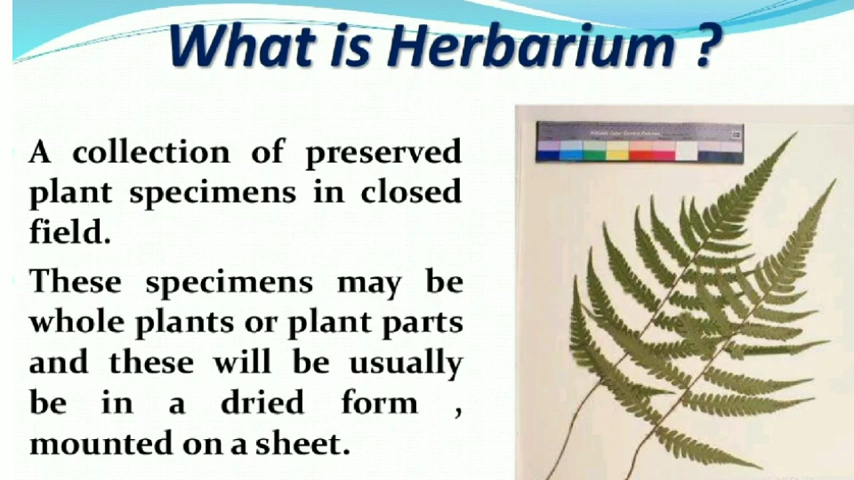 What is Herbarium ?
A collection of preserved
plant specimens in closed
field.
These specimens may be
whole plants or plant parts
and these will be usually
be in a dried form ,
mounted on a sheet.